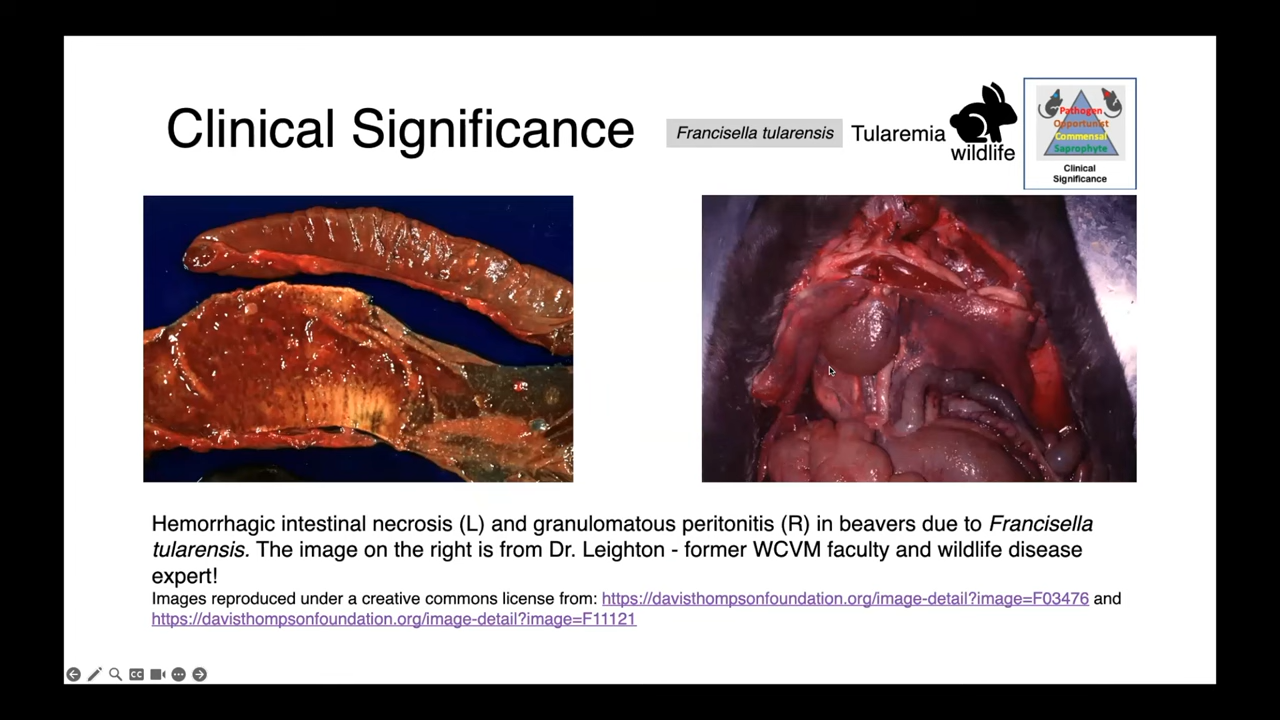 Clinical Significance
Francisella tularensis
Tularemia
wildlife
Pathogen
Opportunist
Commensal
Saprophyte
Clinical
Significance
Hemorrhagic intestinal necrosis (L) and granulomatous peritonitis (R) in beavers due to Francisella
tularensis. The image on the right is from Dr. Leighton - former WCVM faculty and wildlife disease
expert!
Images reproduced under a creative commons license from: https://davisthompsonfoundation.org/image-detail?image=F03476 and
https://davisthompsonfoundation.org/image-detail?image=F11121
CC